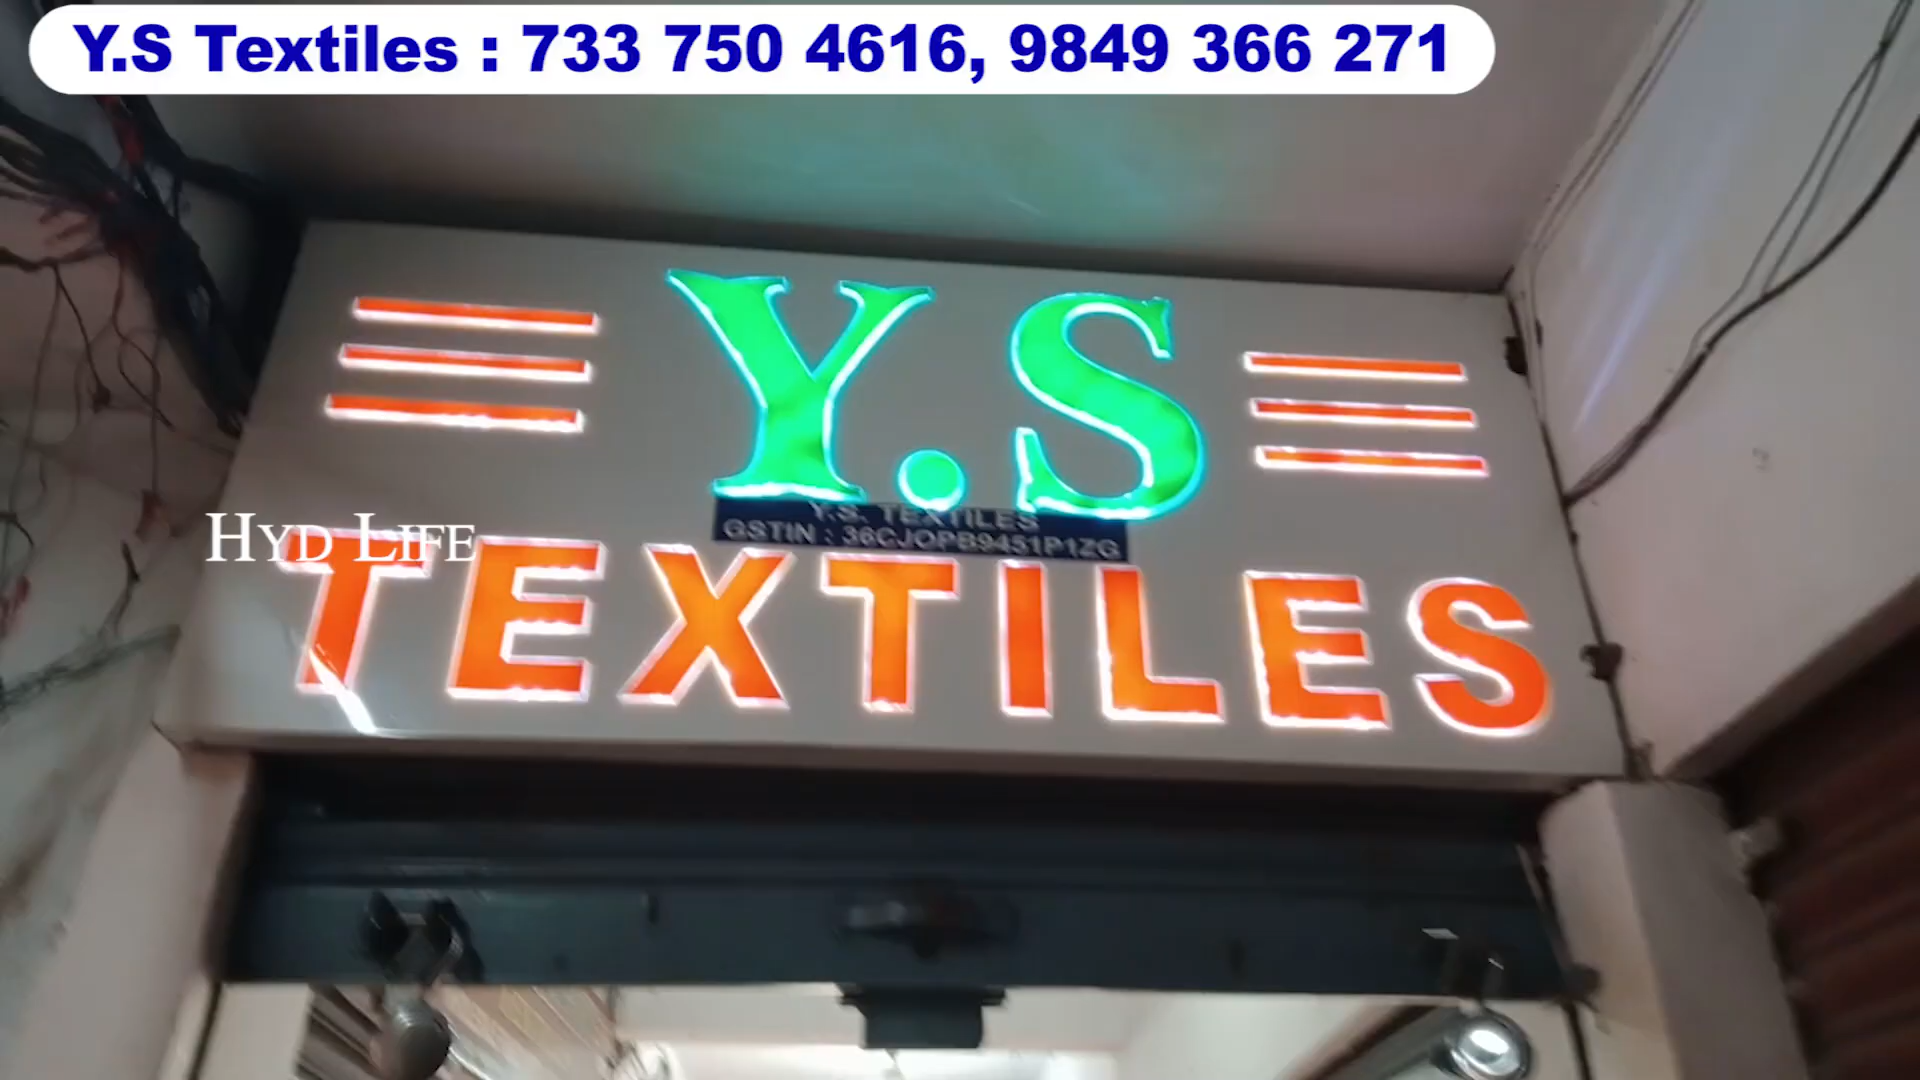 Y.S Textiles : 733 750 4616, 9849 366 271
Y.S
Y.S. TEXTILES
GSTIN : 36CJOPB9451P1ZG
HYD LIFE
TEXTILES